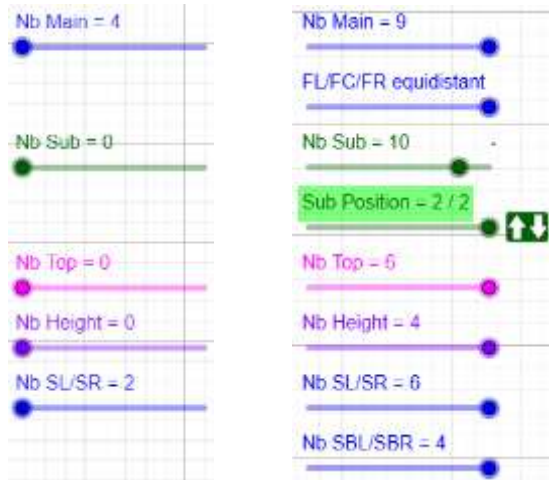 Nb Main = 4
Nb Sub = 0
Nb Top = 0
Nb Height = 0
Nb SL/SR = 2
Nb Main = 9
FL/FC/FR equidistant
Nb Sub = 10
Sub Position = 2 / 2
Nb Top = 6
Nb Height = 4
Nb SL/SR = 6
Nb SBL/SBR = 4